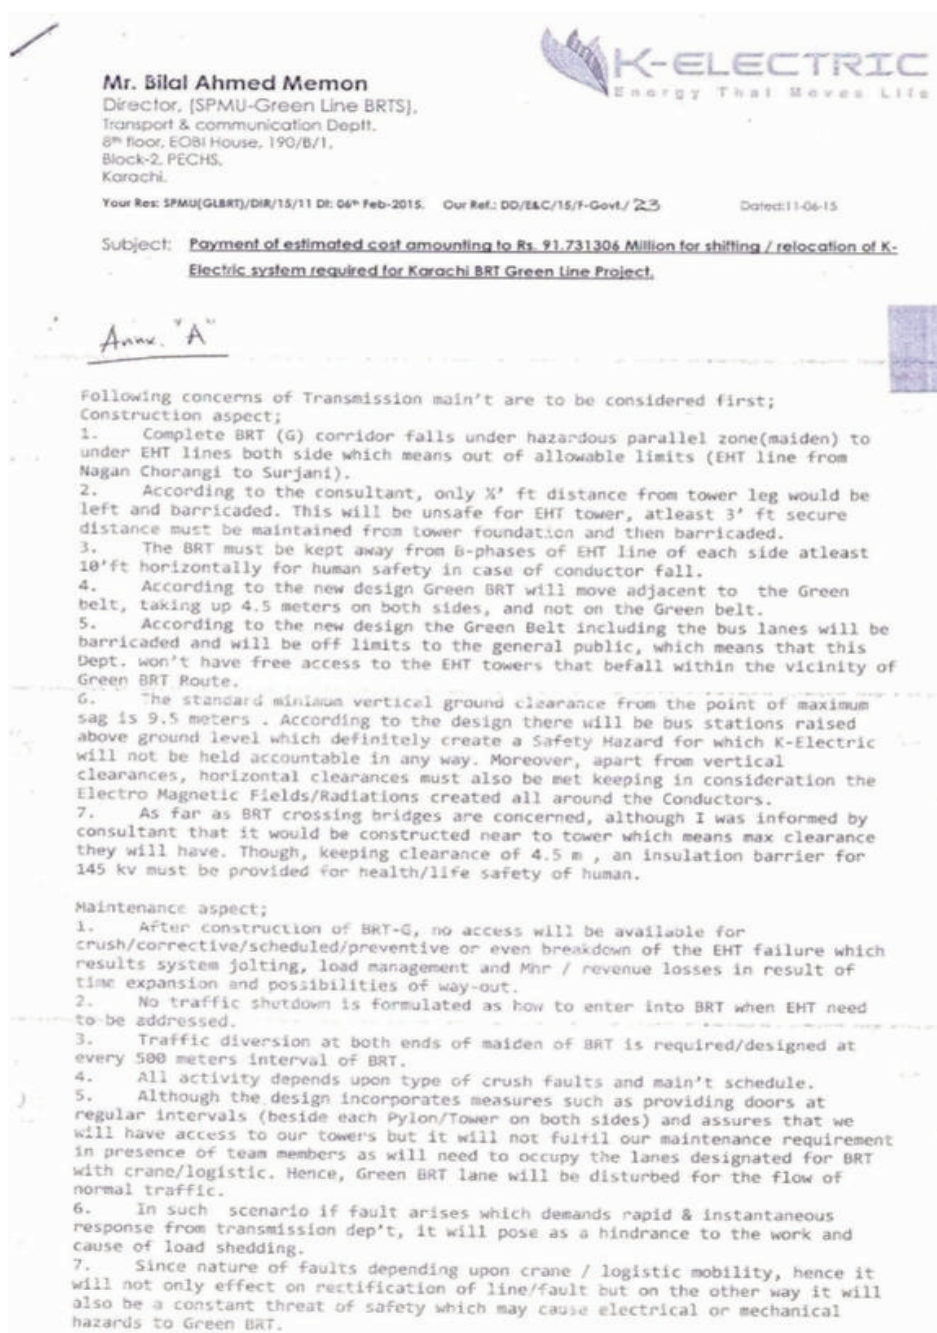 K-ELECTRIC
Energy That Moves Life
Mr. Bilal Ahmed Memon
Director, (SPMU-Green Line BRTS),
Transport & communication Deptt.
8th floor, EOBI House, 190/B/1,
Block-2, PECHS,
Karachi.
Your Res: SPMU(GLBRT)/DIR/15/11 Dt: 06th Feb-2015. Our Ref.: DD/E&C/15/F-Govt./ 23 Dated:11-06-15
Subject: Payment of estimated cost amounting to Rs. 91.731306 Million for shifting / relocation of K-
Electric system required for Karachi BRT Green Line Project.
Annx. "A"
Following concerns of Transmission main't are to be considered first;
Construction aspect;
1. Complete BRT (G) corridor falls under hazardous parallel zone(maiden) to
under EHT lines both side which means out of allowable limits (EHT line from
Nagan Chorangi to Surjani).
2. According to the consultant, only ft distance from tower leg would be
left and barricaded. This will be unsafe for EHT tower, atleast 3' ft secure
distance must be maintained from tower foundation and then barricaded.
3. The BRT must be kept away from B-phases of EHT line of each side atleast
10'ft horizontally for human safety in case of conductor fall.
4. According to the new design Green BRT will move adjacent to the Green
belt, taking up 4.5 meters on both sides, and not on the Green belt.
5. According to the new design the Green Belt including the bus lanes will be
barricaded and will be off limits to the general public, which means that this
Dept. won't have free access to the EHT towers that befall within the vicinity of
Green BRT Route.
6. The standard minimum vertical ground clearance from the point of maximum
sag is 9.5 meters . According to the design there will be bus stations raised
above ground level which definitely create a Safety Hazard for which K-Electric
will not be held accountable in any way. Moreover, apart from vertical
clearances, horizontal clearances must also be met keeping in consideration the
Electro Magnetic Fields/Radiations created all around the Conductors.
7. As far as BRT crossing bridges are concerned, although I was informed by
consultant that it would be constructed near to tower which means max clearance
they will have. Though, keeping clearance of 4.5 m , an insulation barrier for
145 kv must be provided for health/life safety of human.
Maintenance aspect;
1. After construction of BRT-G, no access will be available for
crush/corrective/scheduled/preventive or even breakdown of the EHT failure which
results system jolting, load management and Mhr / revenue losses in result of
time expansion and possibilities of way-out.
2. No traffic shutdown is formulated as how to enter into BRT when EHT need
to be addressed.
3. Traffic diversion at both ends of maiden of BRT is required/designed at
every 500 meters interval of BRT.
4. All activity depends upon type of crush faults and main't schedule.
5. Although the design incorporates measures such as providing doors at
regular intervals (beside each Pylon/Tower on both sides) and assures that we
will have access to our towers but it will not fulfil our maintenance requirement
in presence of team members as will need to occupy the lanes designated for BRT
with crane/logistic. Hence, Green BRT lane will be disturbed for the flow of
normal traffic.
6. In such scenario if fault arises which demands rapid & instantaneous
response from transmission dep't, it will pose as a hindrance to the work and
cause of load shedding.
7. Since nature of faults depending upon crane / logistic mobility, hence it
will not only effect on rectification of line/fault but on the other way it will
also be a constant threat of safety which may cause electrical or mechanical
hazards to Green BRT.